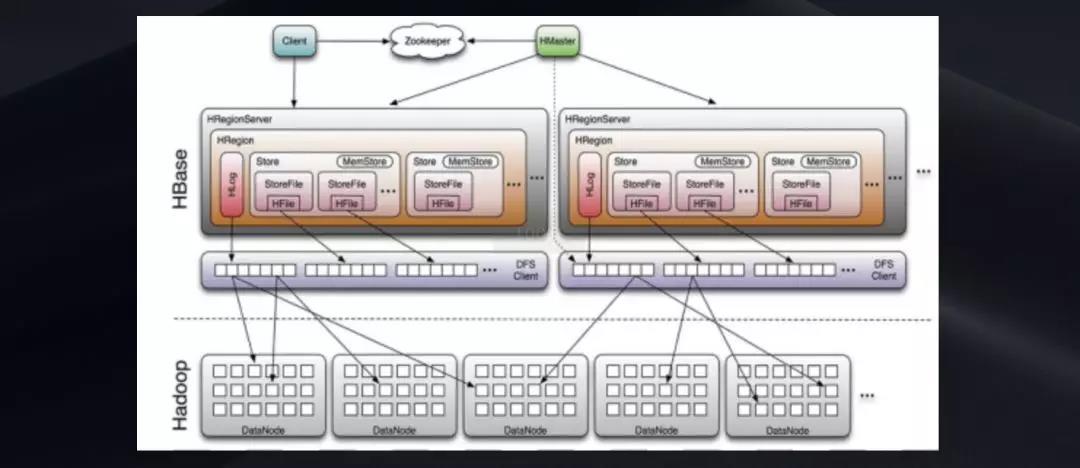 Client
Zookeeper
HMaster
HBase
HRegionServer
HRegion
HLog
Store
MemStore
StoreFile
HFile
StoreFile
HFile
...
Store
MemStore
StoreFile
HFile
...
...
HRegionServer
HRegion
HLog
Store
MemStore
StoreFile
HFile
StoreFile
HFile
...
Store
MemStore
StoreFile
HFile
...
...
...
...
DFS
Client
...
DFS
Client
Hadoop
DataNode
DataNode
DataNode
DataNode
DataNode
...